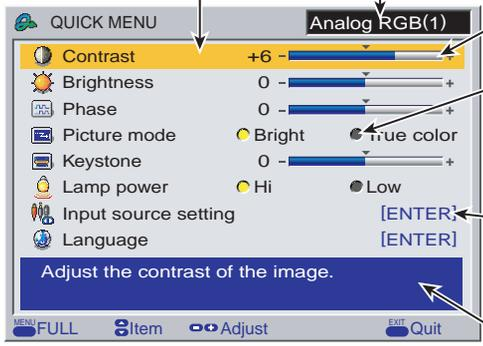 QUICK MENU Analog RGB(1)
Contrast +6 - +
Brightness 0 - +
Phase 0 - +
Picture mode Bright True color
Keystone 0 - +
Lamp power Hi Low
Input source setting [ENTER]
Language [ENTER]
Adjust the contrast of the image.
MENU FULL Item Adjust EXIT Quit